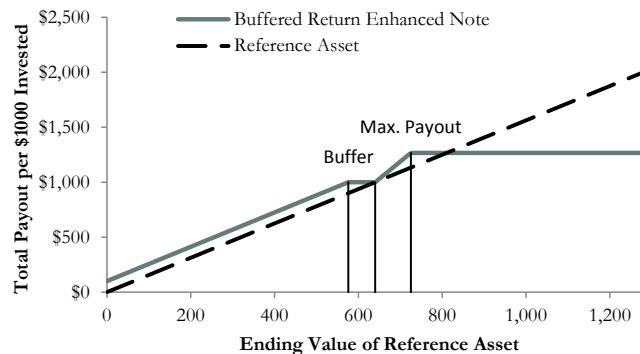 Buffered Return Enhanced Note
Reference Asset
Total Payout per $1000 Invested
$2,500
$2,000
$1,500
$1,000
$500
$0
Max. Payout
Buffer
0
200
400
600
800
1,000
1,200
Ending Value of Reference Asset